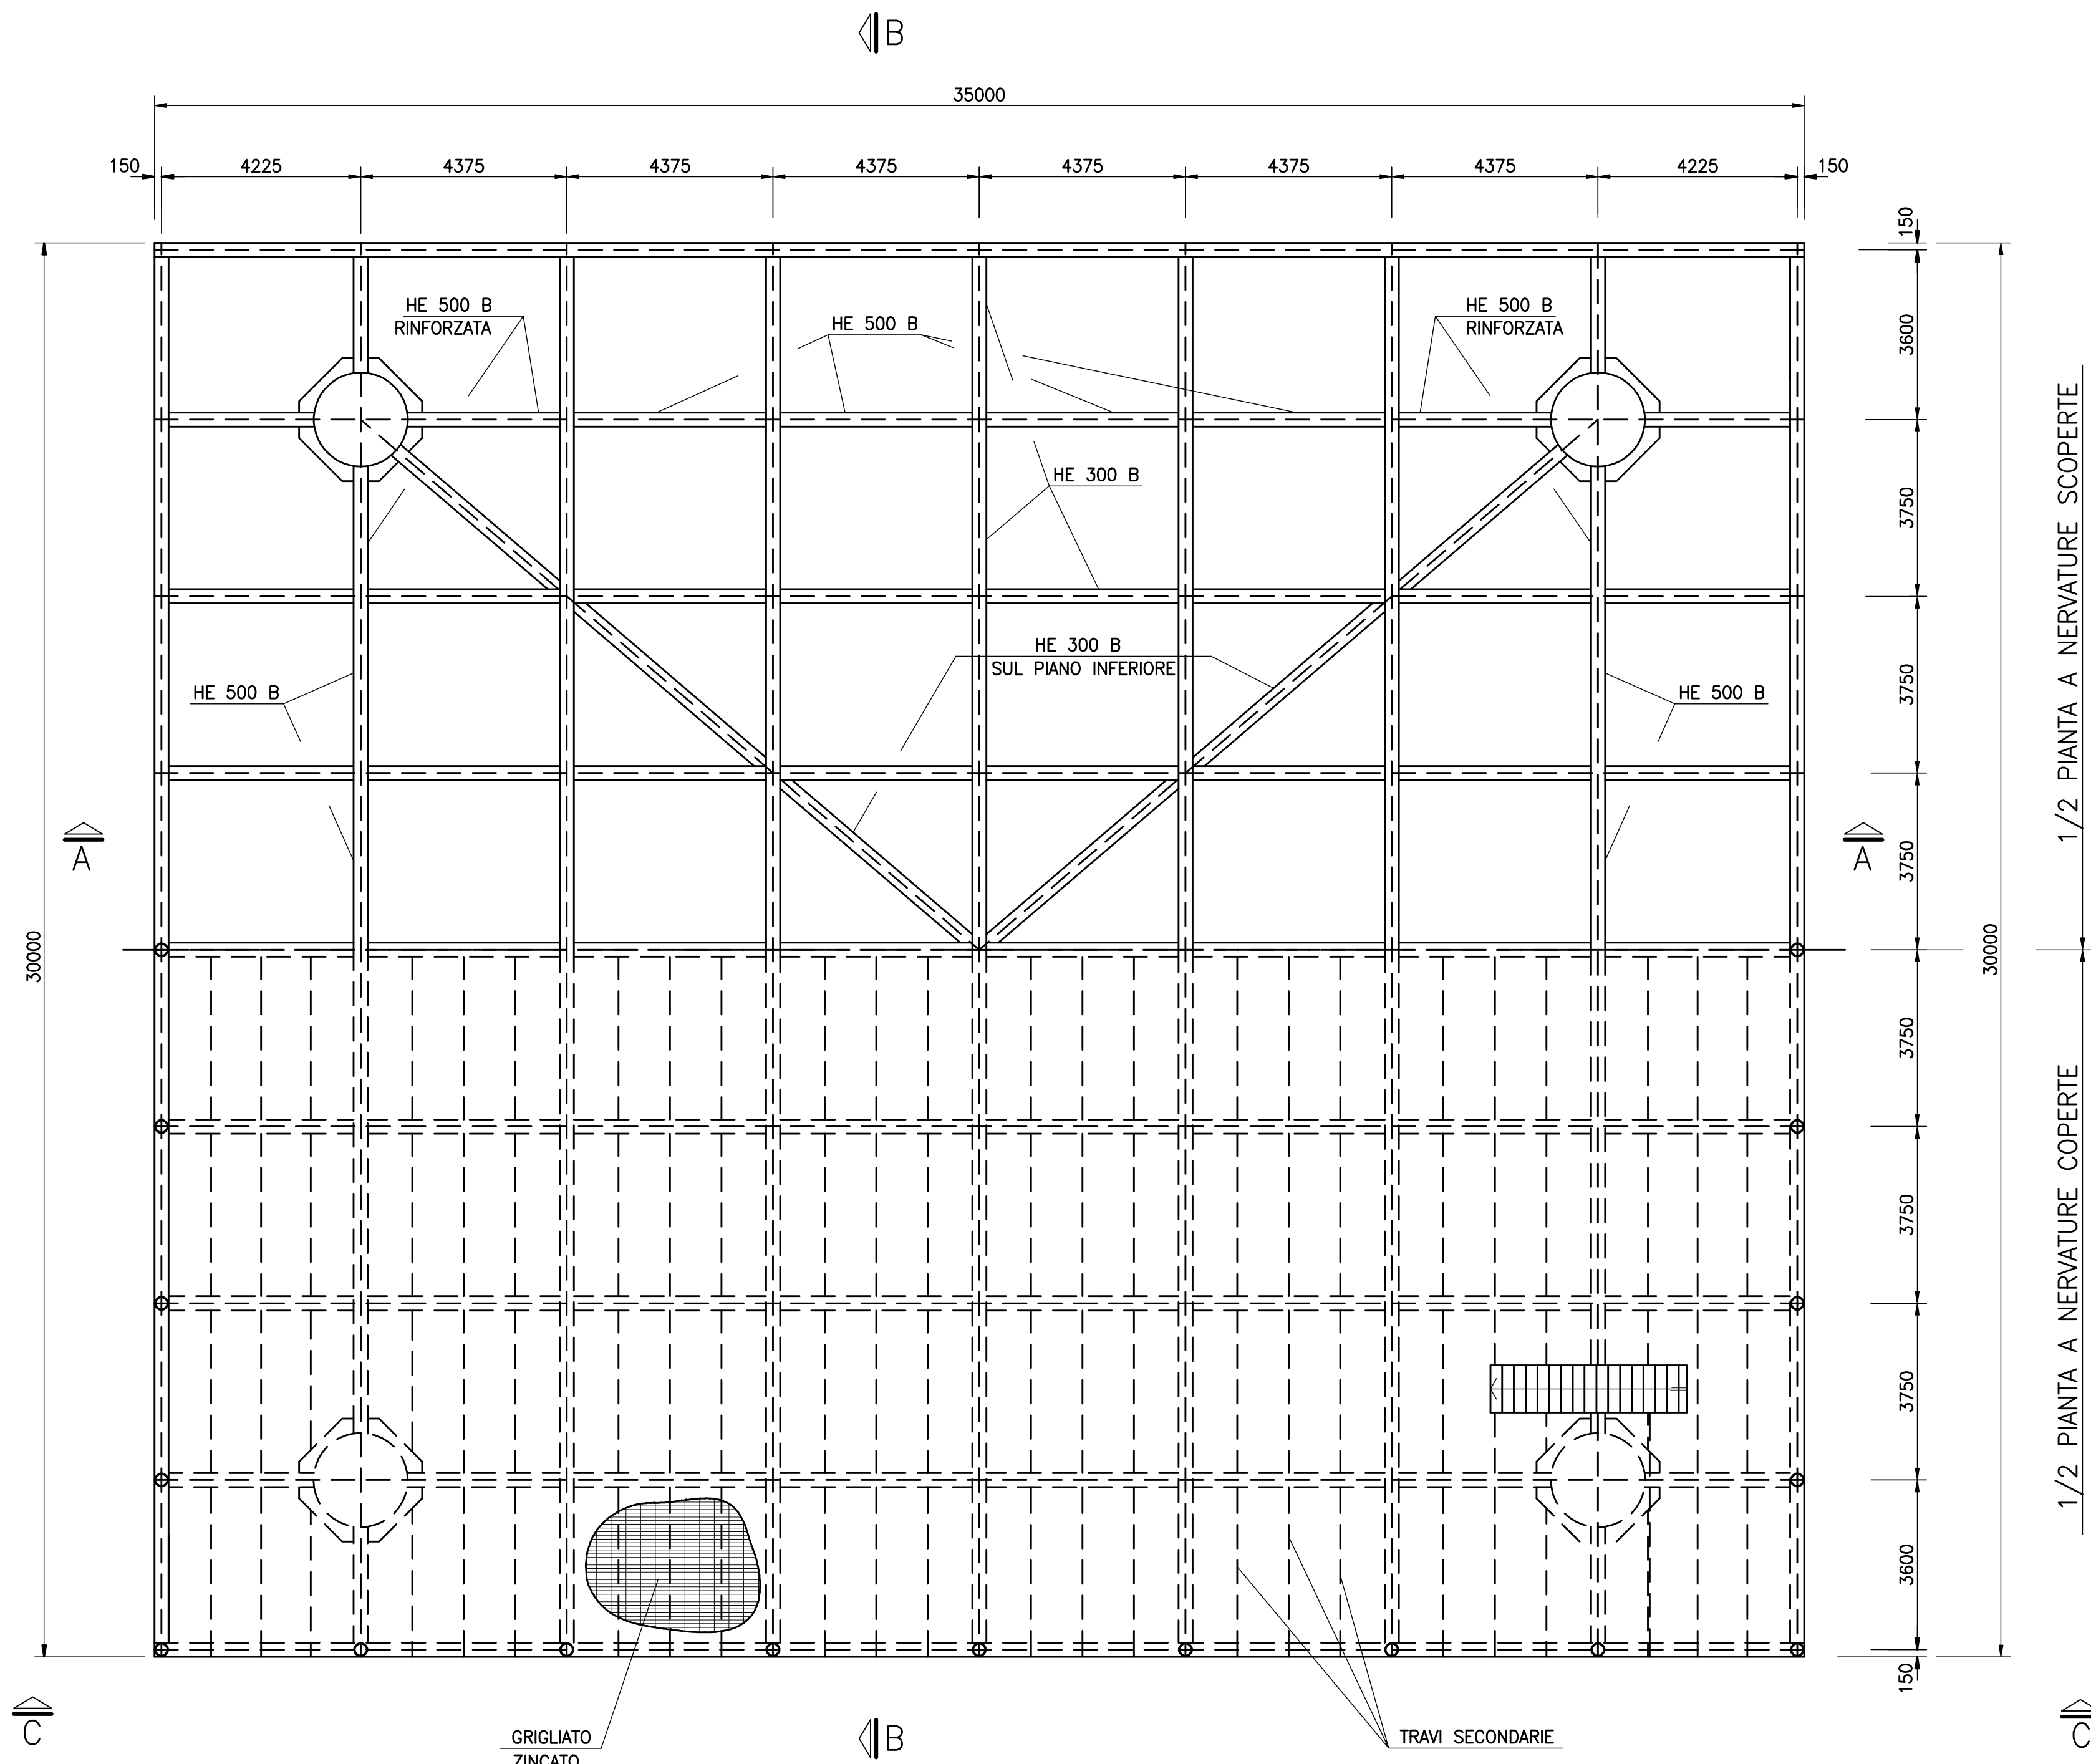 B
35000
150
4225
4375
4375
4375
4375
4375
4375
4225
150
150
HE 500 B
RINFORZATA
HE 500 B
HE 500 B
RINFORZATA
3600
HE 300 B
3750
HE 300 B
SUL PIANO INFERIORE
3750
HE 500 B
HE 500 B
1/2 PIANTA A NERVATURE SCOPERTE
A
A
3750
30000
30000
3750
3750
1/2 PIANTA A NERVATURE COPERTE
3750
3600
150
C
GRIGLIATO
ZINCATO
B
TRAVI SECONDARIE
C